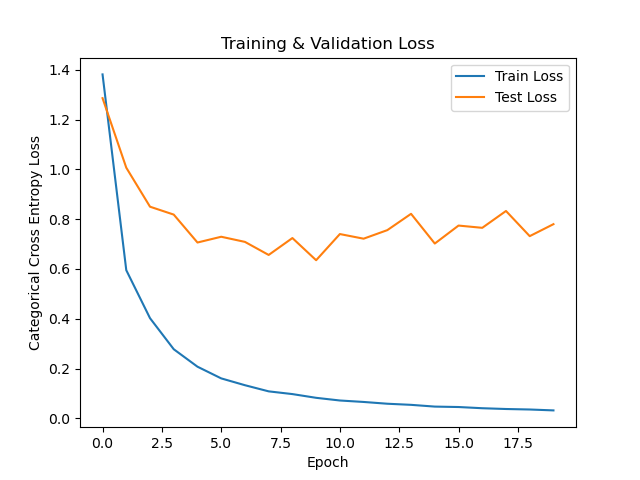 Training & Validation Loss
Train Loss
Test Loss
Categorical Cross Entropy Loss
1.4
1.2
1.0
0.8
0.6
0.4
0.2
0.0
0.0 2.5 5.0 7.5 10.0 12.5 15.0 17.5
Epoch